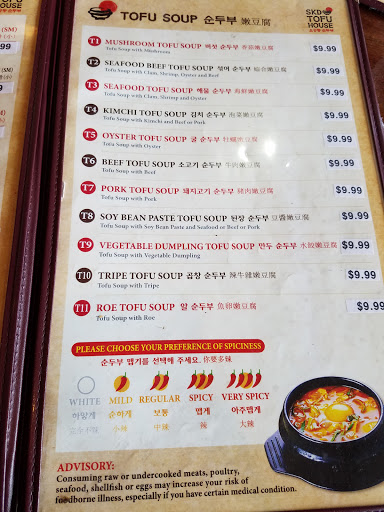 TOFU SOUP 순두부 嫩豆腐
SKD
TOFU
HOUSE
T1 MUSHROOM TOFU SOUP 버섯 순두부 香菇嫩豆腐 $9.99
Tofu Soup with Mushroom
T2 SEAFOOD BEEF TOFU SOUP 섞어 순두부 綜合嫩豆腐 $9.99
Tofu Soup with Clam, Shrimp, Oyster and Beef
T3 SEAFOOD TOFU SOUP 해물 순두부 海鮮嫩豆腐 $9.99
Tofu Soup with Clam, Shrimp and Oyster
T4 KIMCHI TOFU SOUP 김치 순두부 泡菜嫩豆腐 $9.99
Tofu Soup with Kimchi and Beef or Pork
T5 OYSTER TOFU SOUP 굴 순두부 牡蠣嫩豆腐 $9.99
Tofu Soup with Oyster
T6 BEEF TOFU SOUP 소고기 순두부 牛肉嫩豆腐 $9.99
Tofu Soup with Beef
T7 PORK TOFU SOUP 돼지고기 순두부 豬肉嫩豆腐 $9.99
Tofu Soup with Pork
T8 SOY BEAN PASTE TOFU SOUP 된장 순두부 豆醬嫩豆腐 $9.99
Tofu Soup with Soy Bean Paste and Seafood or Beef or Pork
T9 VEGETABLE DUMPLING TOFU SOUP 만두 순두부 水餃嫩豆腐 $9.99
Tofu Soup with Vegetable Dumpling
T10 TRIPE TOFU SOUP 곱창 순두부 辣牛雜嫩豆腐 $9.99
Tofu Soup with Tripe
T11 ROE TOFU SOUP 알 순두부 魚卵嫩豆腐 $9.99
Tofu Soup with Roe
PLEASE CHOOSE YOUR PREFERENCE OF SPICINESS
순두부 맵기를 선택해 주세요. 你要多辣
WHITE MILD REGULAR SPICY VERY SPICY
하얗게 순하게 보통 맵게 아주맵게
小辣 中辣 辣 大辣
ADVISORY:
Consuming raw or undercooked meats, poultry,
seafood, shellfish or eggs may increase your risk of
foodborne illness, especially if you have certain medical condition.